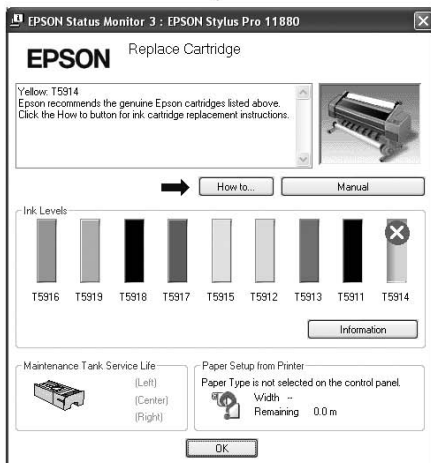 EPSON Status Monitor 3 : EPSON Stylus Pro 11880
EPSON
Replace Cartridge
Yellow: T5914
Epson recommends the genuine Epson cartridges listed above.
Click the How to button for ink cartridge replacement instructions.
How to...
Manual
Ink Levels
T5916 T5919 T5918 T5917 T5915 T5912 T5913 T5911 T5914
Information
Maintenance Tank Service Life
(Left)
(Center)
(Right)
Paper Setup from Printer
Paper Type is not selected on the control panel.
Width --
Remaining 0.0 m
OK